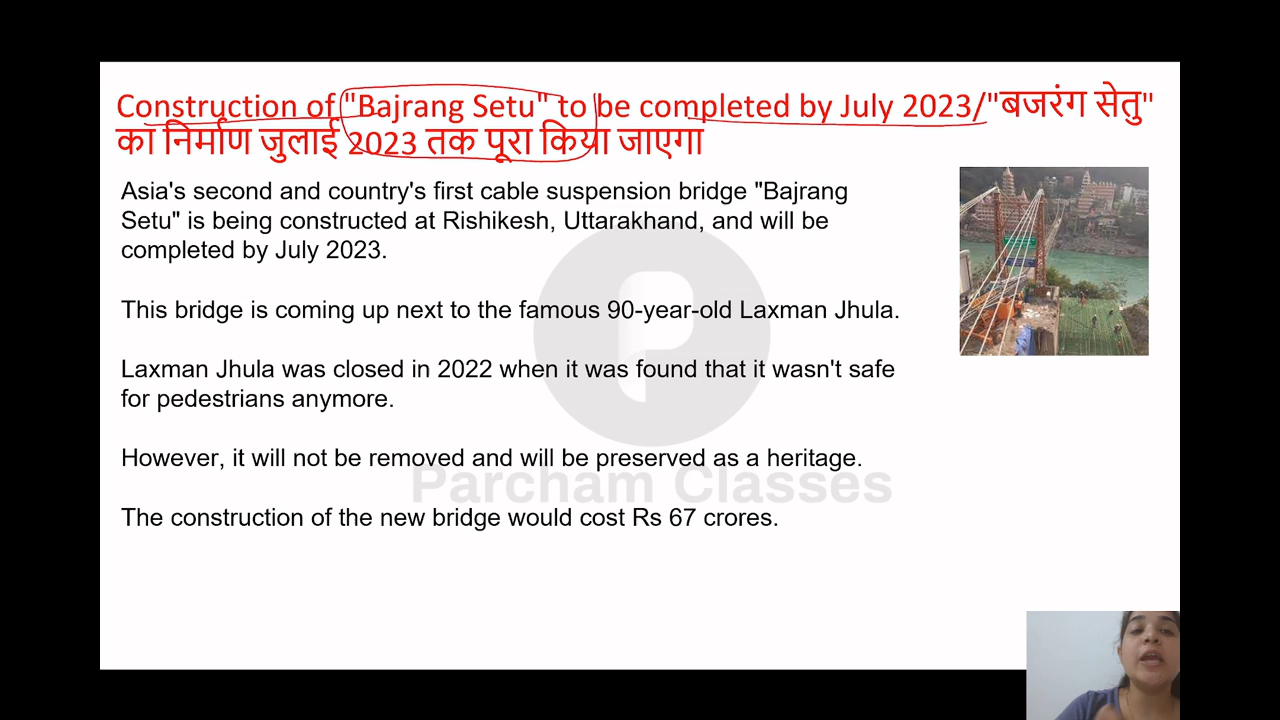 Construction of "Bajrang Setu" to be completed by July 2023/"बजरंग सेतु"
का निर्माण जुलाई 2023 तक पूरा किया जाएगा
Asia's second and country's first cable suspension bridge "Bajrang
Setu" is being constructed at Rishikesh, Uttarakhand, and will be
completed by July 2023.
This bridge is coming up next to the famous 90-year-old Laxman Jhula.
Laxman Jhula was closed in 2022 when it was found that it wasn't safe
for pedestrians anymore.
However, it will not be removed and will be preserved as a heritage.
Parcham Classes
The construction of the new bridge would cost Rs 67 crores.